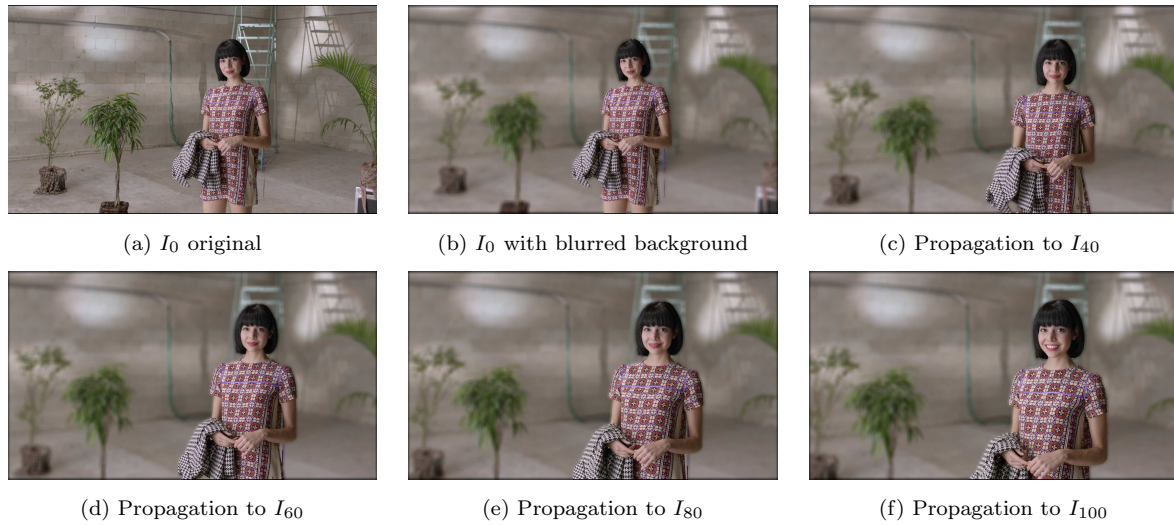 (a) I₀ original
(b) I₀ with blurred background
(c) Propagation to I₄₀
(d) Propagation to I₆₀
(e) Propagation to I₈₀
(f) Propagation to I₁₀₀